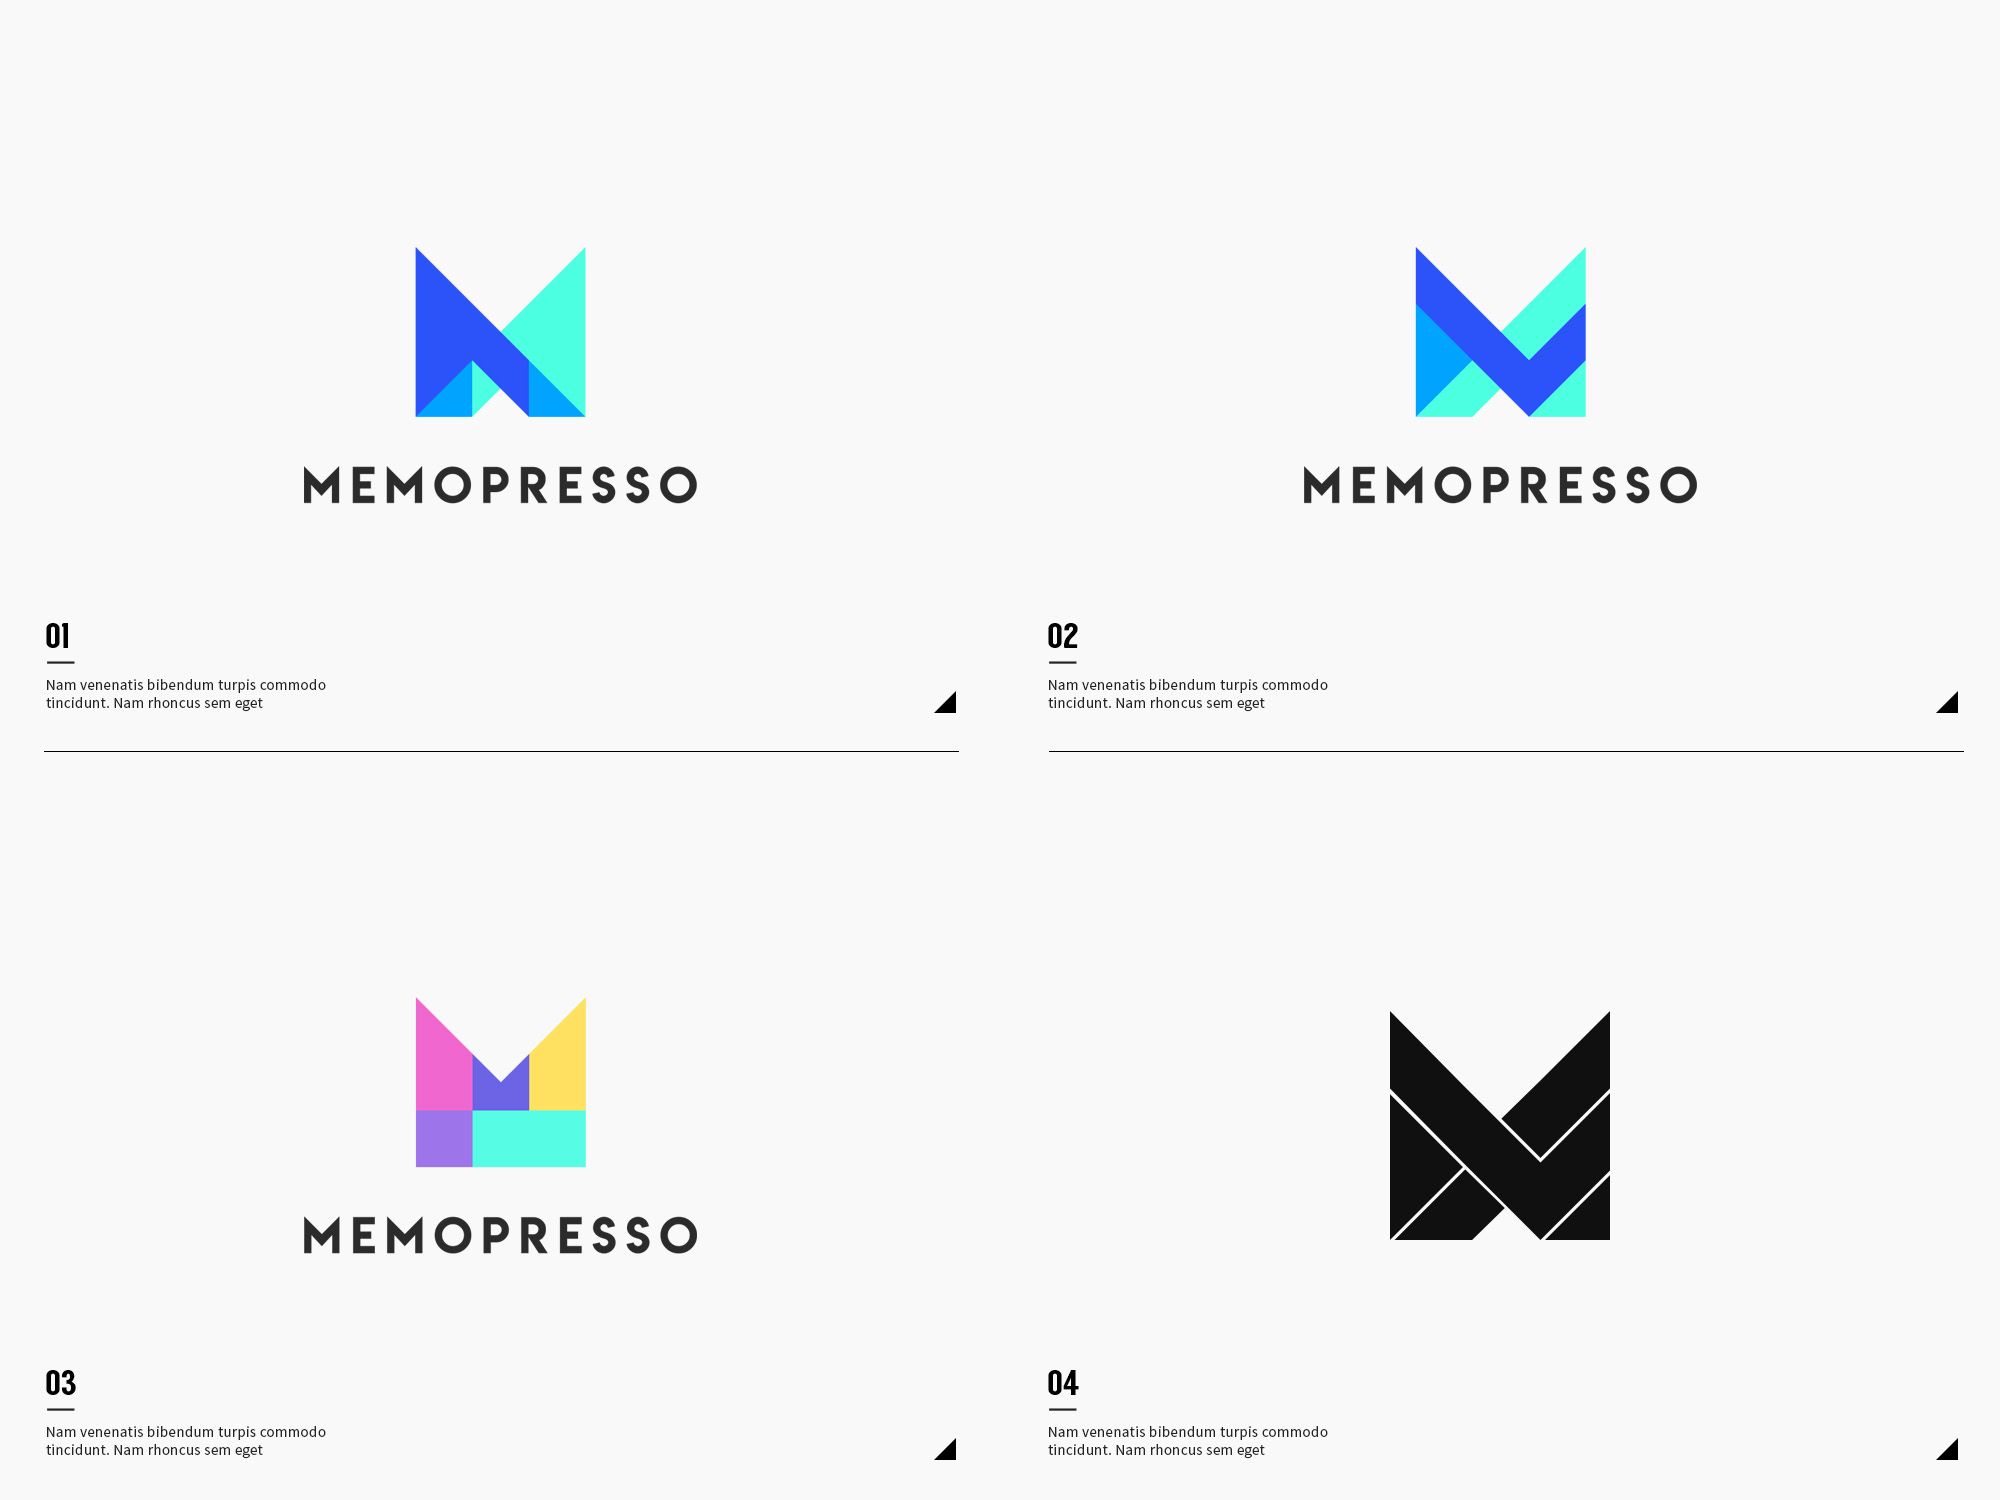 MEMOPRESSO
01
Nam venenatis bibendum turpis commodo
tincidunt. Nam rhoncus sem eget
MEMOPRESSO
02
Nam venenatis bibendum turpis commodo
tincidunt. Nam rhoncus sem eget
MEMOPRESSO
03
Nam venenatis bibendum turpis commodo
tincidunt. Nam rhoncus sem eget
04
Nam venenatis bibendum turpis commodo
tincidunt. Nam rhoncus sem eget